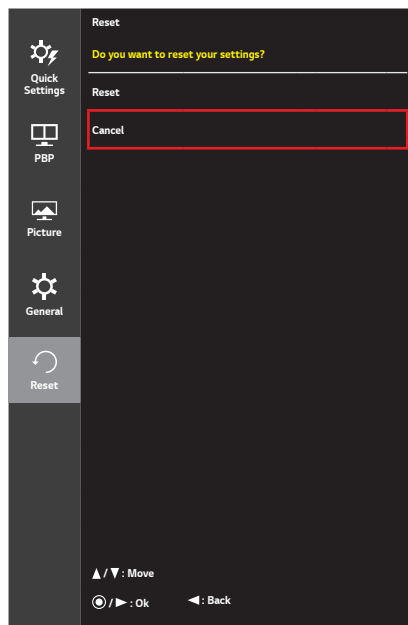 Reset
Do you want to reset your settings?
Reset
Cancel
Quick
Settings
PBP
Picture
General
Reset
▲ / ▼ : Move
◉ / ► : Ok ◄ : Back